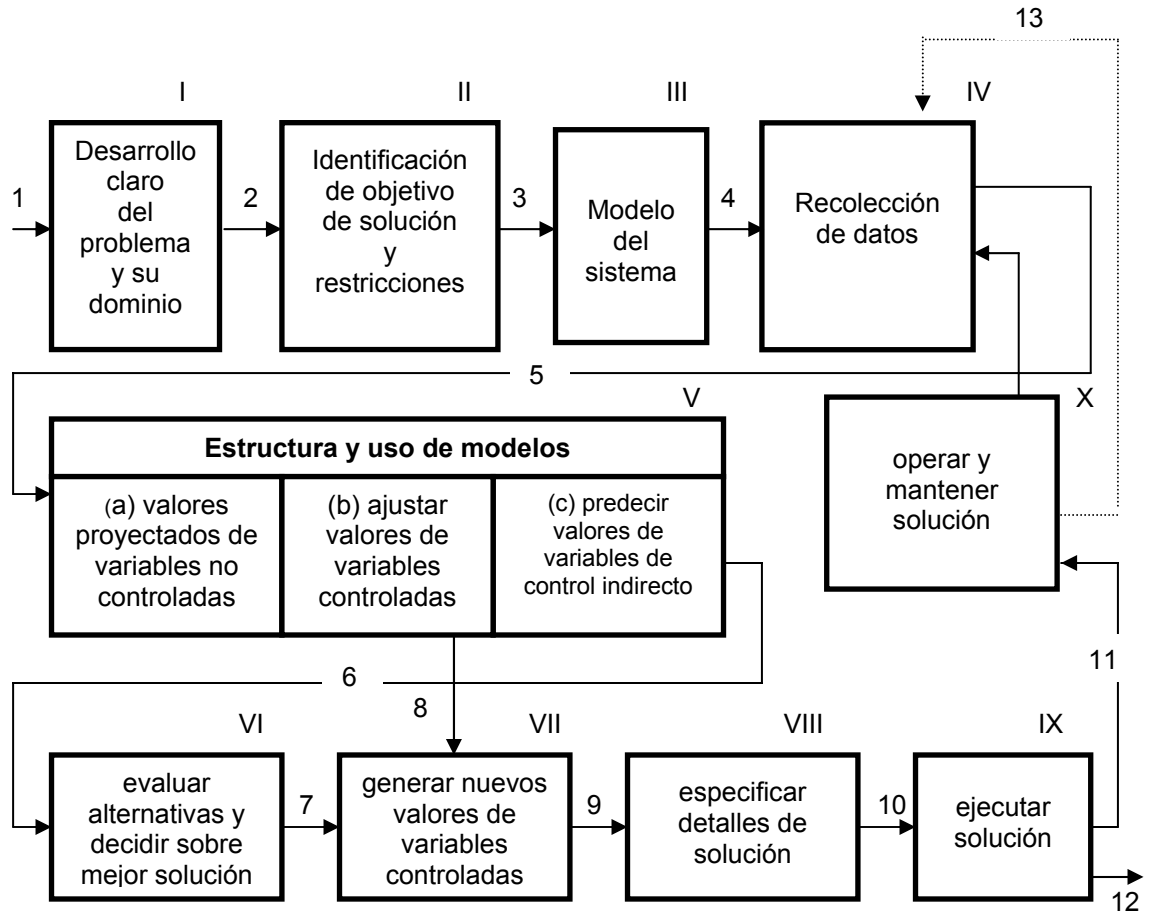 13
I
II
III
IV
Desarrollo
claro
del
problema
y su
dominio
Identificación
de objetivo
de solución
y
restricciones
Modelo
del
sistema
Recolección
de datos
1
2
3
4
5
V
X
Estructura y uso de modelos
(a) valores
proyectados de
variables no
controladas
(b) ajustar
valores de
variables
controladas
(c) predecir
valores de
variables de
control indirecto
operar y
mantener
solución
6
8
11
VI
VII
VIII
IX
evaluar
alternativas y
decidir sobre
mejor solución
7
generar nuevos
valores de
variables
controladas
9
especificar
detalles de
solución
10
ejecutar
solución
12